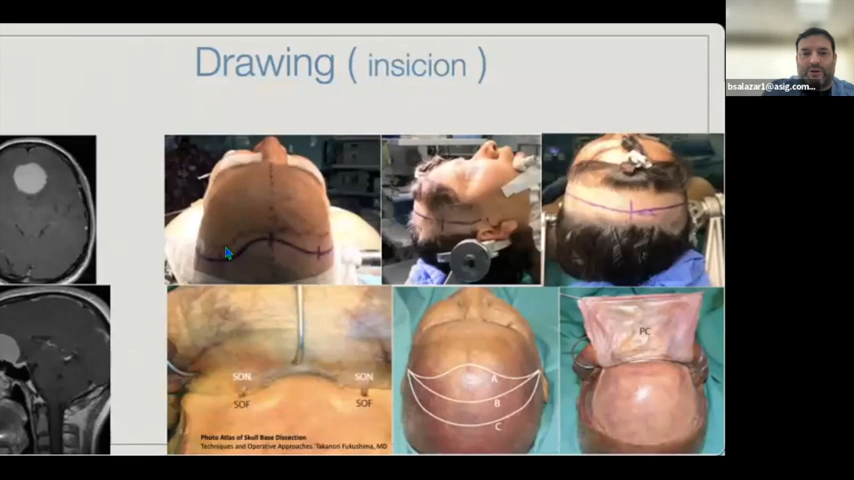 Drawing ( insicion )
bsalazar1@asig.com...
SON
SON
SOF
SOF
A
B
C
PC
Photo Atlas of Skull Base Dissection
Techniques and Operative Approaches. Takanori Fukushima, MD